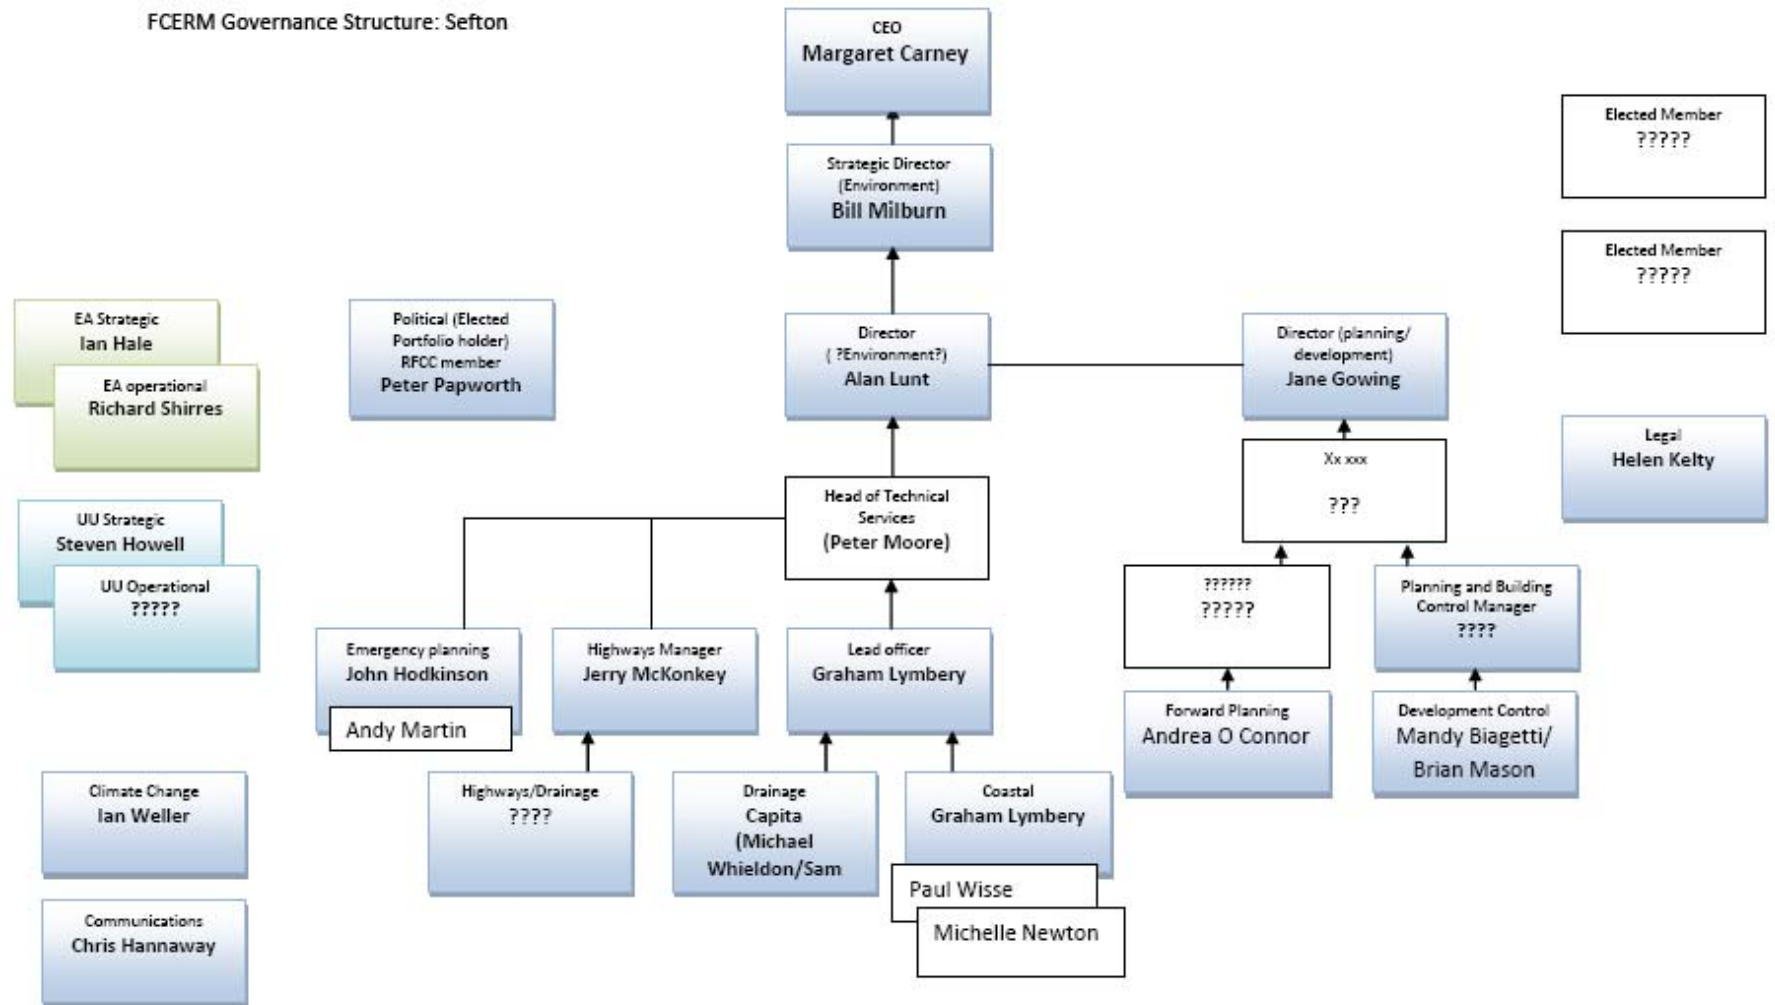 FCERM Governance Structure: Sefton
CEO
Margaret Carney
Strategic Director
(Environment)
Bill Milburn
Elected Member
?????
Elected Member
?????
EA Strategic
Ian Hale
EA operational
Richard Shirres
Political (Elected
Portfolio holder)
RFCC member
Peter Papworth
Director
( ?Environment?)
Alan Lunt
Director (planning/
development)
Jane Gowing
Legal
Helen Kelty
Xx xxx
???
Head of Technical
Services
(Peter Moore)
UU Strategic
Steven Howell
UU Operational
?????
??????
?????
Planning and Building
Control Manager
????
Emergency planning
John Hodkinson
Andy Martin
Highways Manager
Jerry McKonkey
Lead officer
Graham Lymbery
Forward Planning
Andrea O Connor
Development Control
Mandy Biagetti/
Brian Mason
Climate Change
Ian Weller
Highways/Drainage
????
Drainage
Capita
(Michael
Whieldon/Sam
Coastal
Graham Lymbery
Paul Wisse
Michelle Newton
Communications
Chris Hannaway